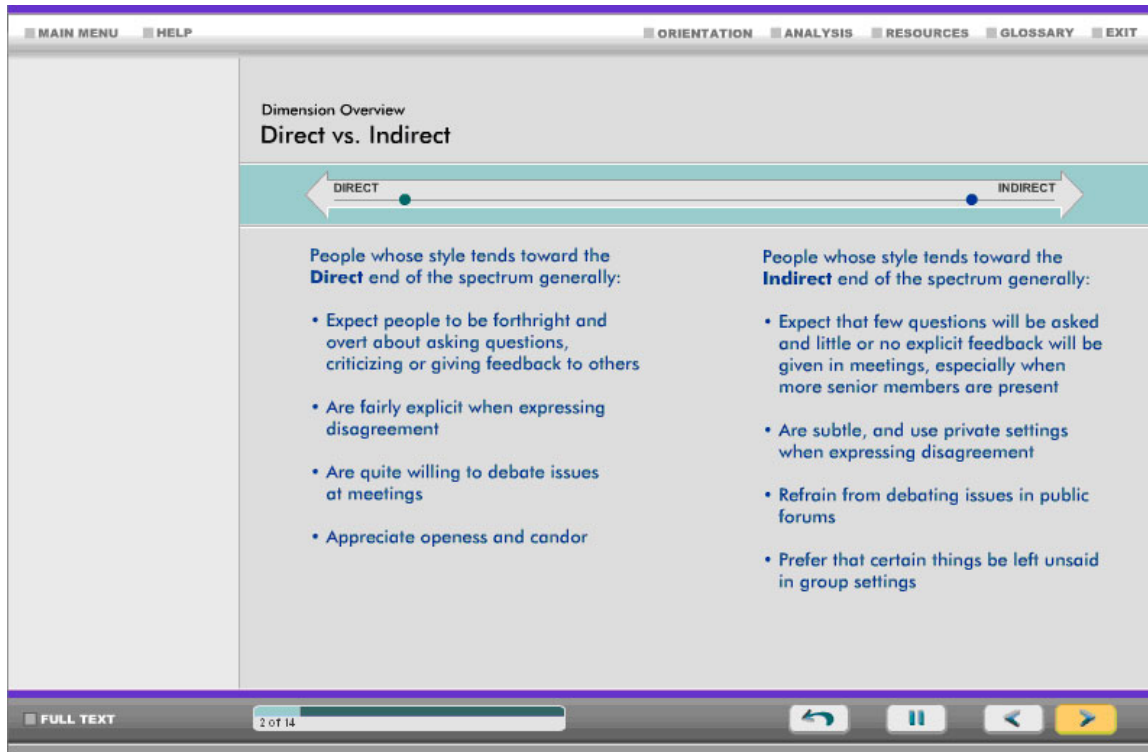 MAIN MENU HELP ORIENTATION ANALYSIS RESOURCES GLOSSARY EXIT
Dimension Overview
Direct vs. Indirect
DIRECT INDIRECT
People whose style tends toward the
Direct end of the spectrum generally:
• Expect people to be forthright and
overt about asking questions,
criticizing or giving feedback to others
• Are fairly explicit when expressing
disagreement
• Are quite willing to debate issues
at meetings
• Appreciate openess and candor
People whose style tends toward the
Indirect end of the spectrum generally:
• Expect that few questions will be asked
and little or no explicit feedback will be
given in meetings, especially when
more senior members are present
• Are subtle, and use private settings
when expressing disagreement
• Refrain from debating issues in public
forums
• Prefer that certain things be left unsaid
in group settings
FULL TEXT 2 of 14